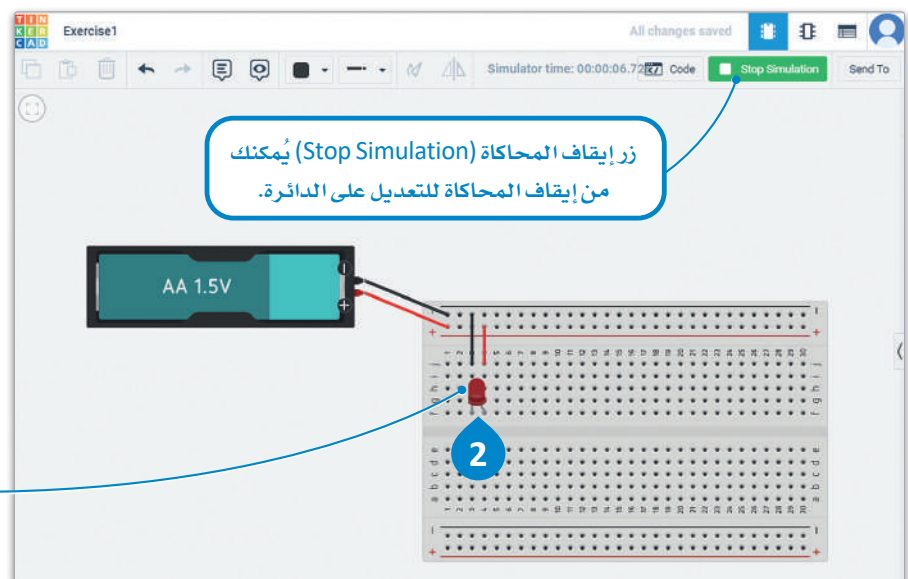 TIN
KER
CAD
Exercise1
All changes saved
Simulator time: 00:00:06.72
Code
Stop Simulation
Send To
زر إيقاف المحاكاة (Stop Simulation) يُمكنك
من إيقاف المحاكاة للتعديل على الدائرة.
AA 1.5V
2